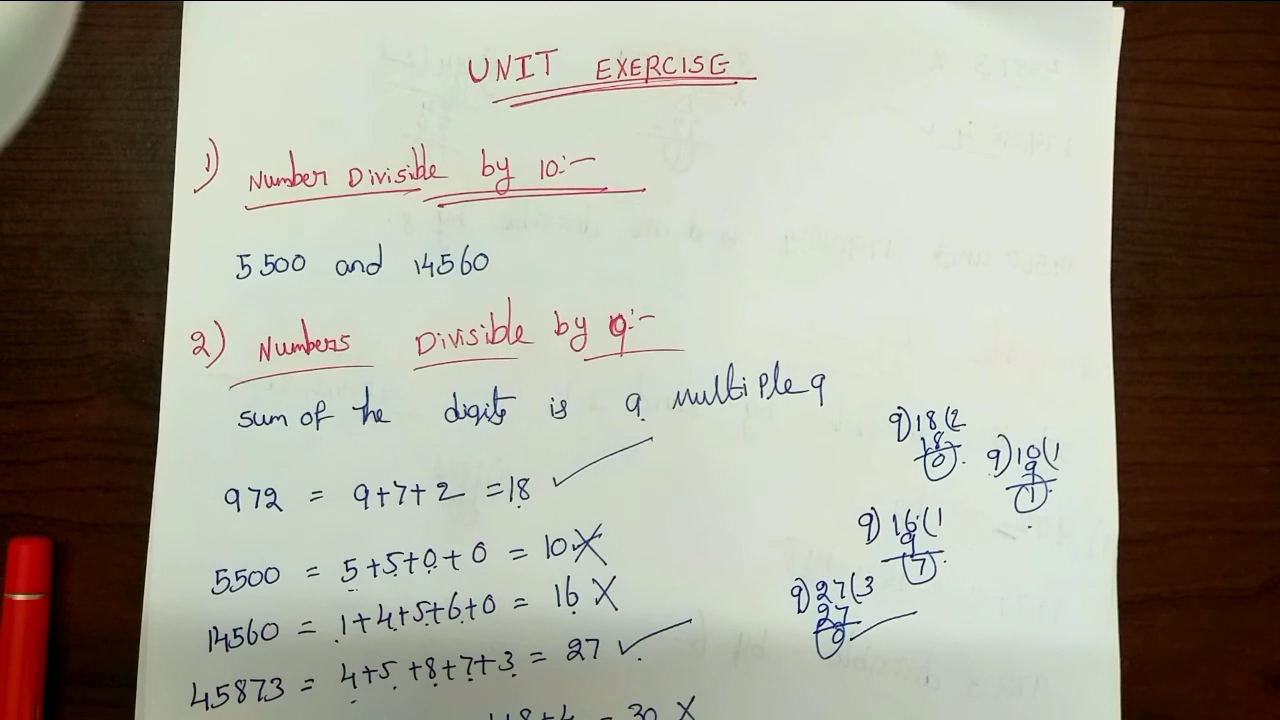 UNIT EXERCISE
1) Number Divisible by 10:-
5500 and 14560
2) Numbers Divisible by 9:-
sum of the digits is a multiple 9
972 = 9+7+2 = 18 ✓
5500 = 5+5+0+0 = 10 X
14560 = 1+4+5+6+0 = 16 X
45873 = 4+5+8+7+3 = 27 ✓
+8+4 = 30 X
9)18(2
18
0
9)10(1
9
1
9)16(1
9
7
9)27(3
27
0 ✓